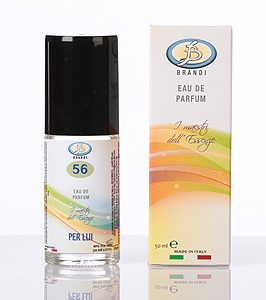 B
BRANDI
56
EAU DE
PARFUM
I maestri
dell'Essenza
PER LUI
B
BRANDI
EAU DE
PARFUM
I maestri
dell'Essenza
50 ml e
MADE IN ITALY